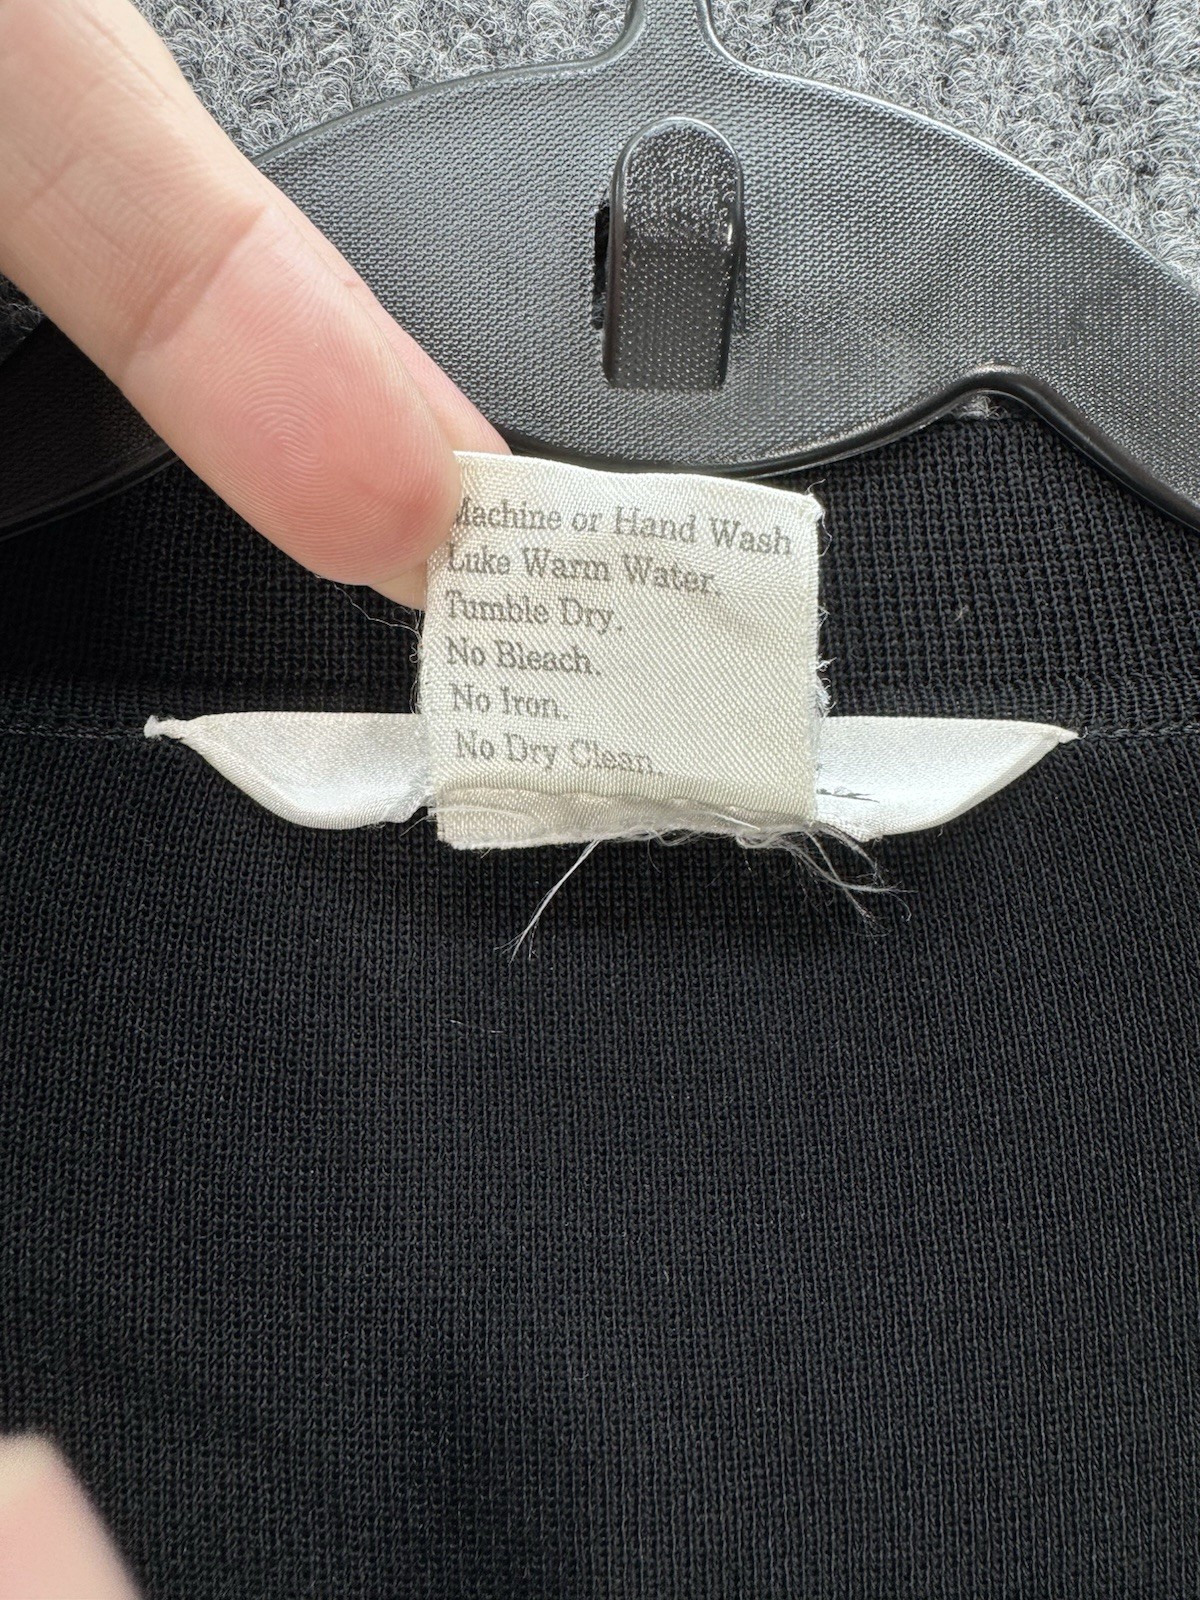 Machine or Hand Wash
Luke Warm Water.
Tumble Dry.
No Bleach.
No Iron.
No Dry Clean.